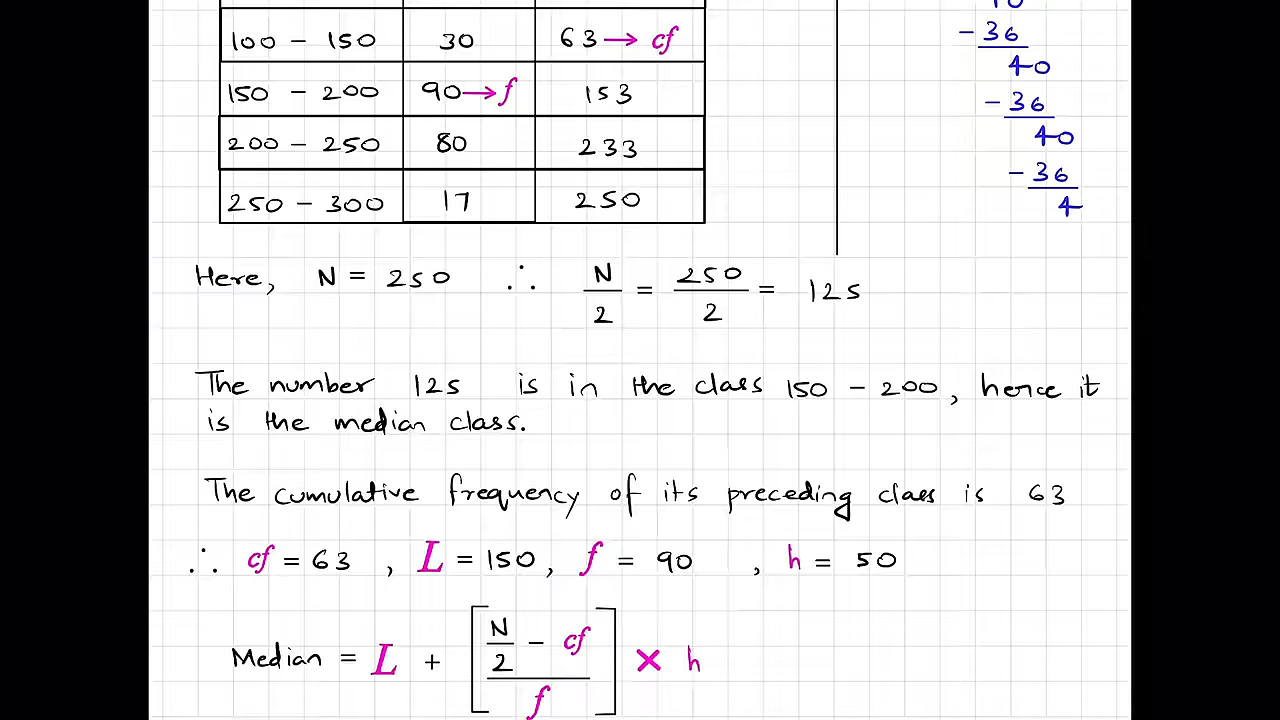 100 - 150 30 63 → cf
150 - 200 90 → f 153
200 - 250 80 233
250 - 300 17 250
- 36
40
- 36
40
- 36
4
Here, N = 250 ∴ N/2 = 250/2 = 125
The number 125 is in the class 150 - 200, hence it
is the median class.
The cumulative frequency of its preceding class is 63
∴ cf = 63, L = 150, f = 90, h = 50
Median = L + [(N/2 - cf)/f] × h